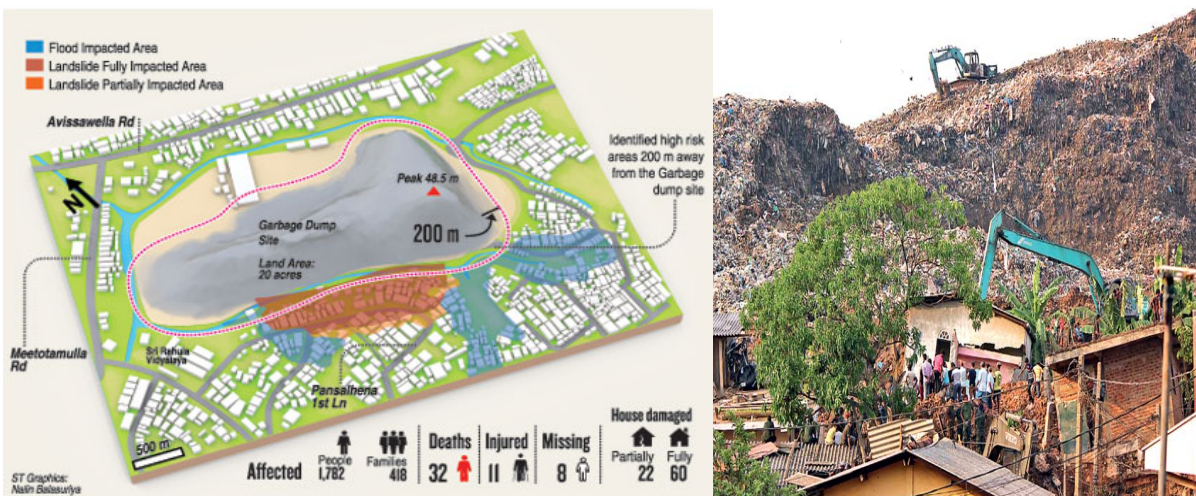 Flood Impacted Area
Landslide Fully Impacted Area
Landslide Partially Impacted Area
Avissawella Rd
N
Identified high risk
areas 200 m away
from the Garbage
dump site
Peak 48.5 m
200 m
Garbage Dump
Site
Land Area:
20 acres
Meetotamulla
Rd
Sri Rahula
Vidyalaya
Pansalhena
1st Ln
500 m
ST Graphics:
Nalin Balasuriya
Affected
People
1,782
Families
418
Deaths
32
Injured
11
Missing
8
House damaged
Partially
22
Fully
60